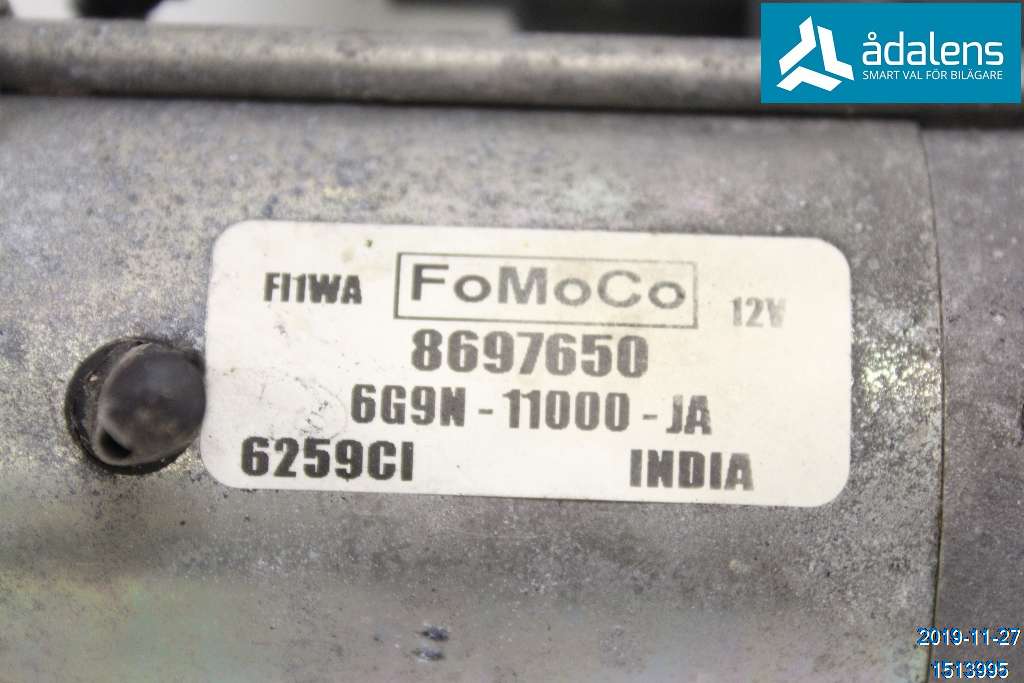 ådalens
SMART VAL FÖR BILÄGARE
FI1WA FoMoCo 12V
8697650
6G9N - 11000 - JA
6259CI INDIA
2019-11-27
1513995